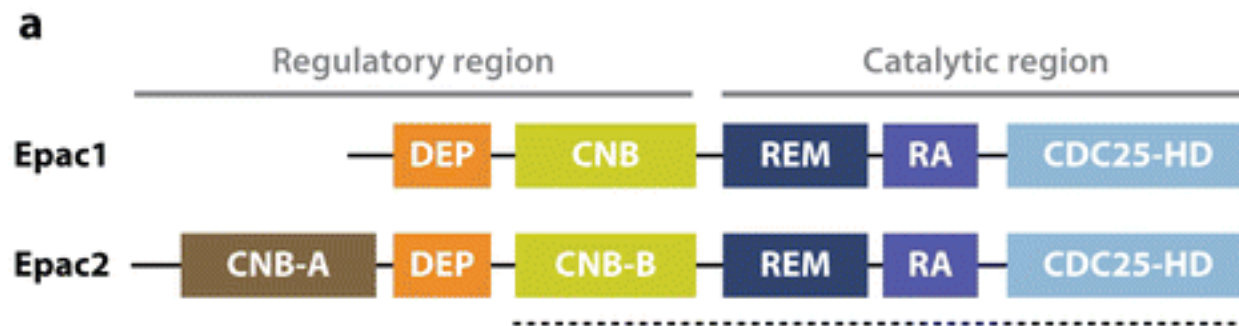 a
Regulatory region Catalytic region
Epac1 DEP CNB REM RA CDC25-HD
Epac2 CNB-A DEP CNB-B REM RA CDC25-HD